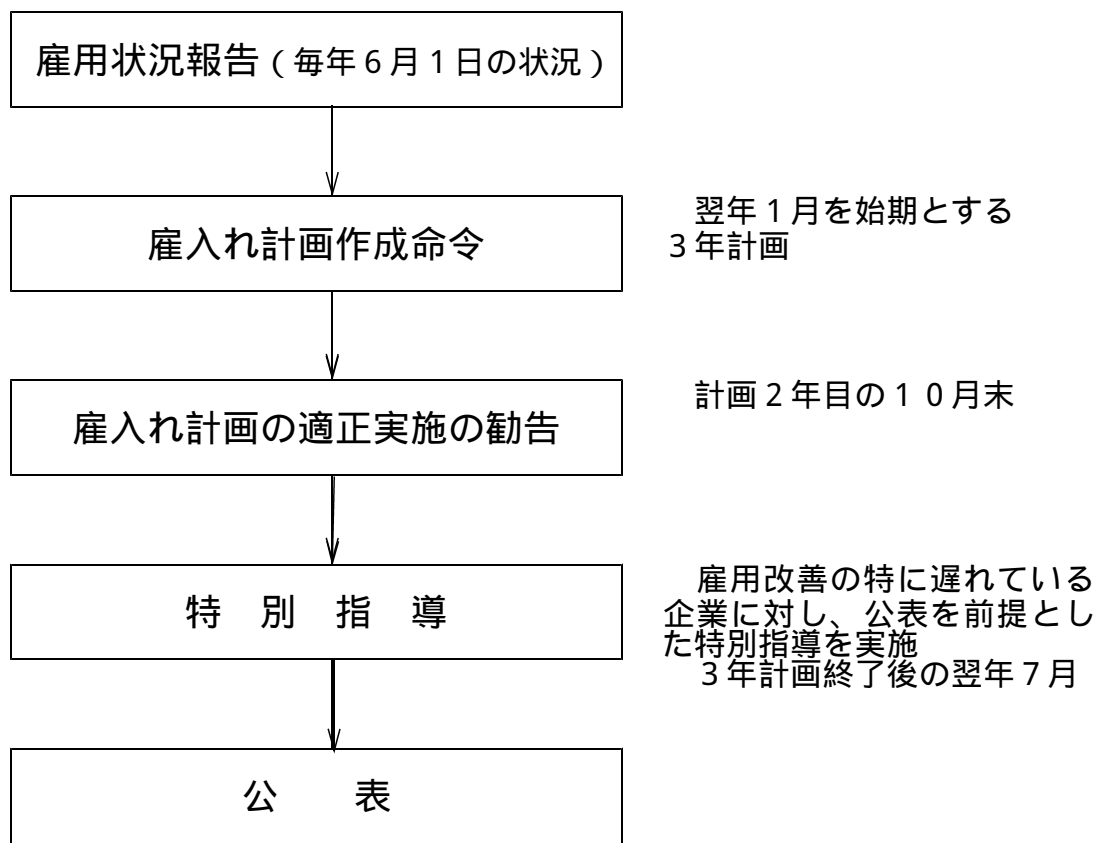 雇用状況報告（毎年６月１日の状況）
雇入れ計画作成命令
翌年１月を始期とする
３年計画
雇入れ計画の適正実施の勧告
計画２年目の１０月末
特　別　指　導
雇用改善の特に遅れている
企業に対し、公表を前提とし
た特別指導を実施
３年計画終了後の翌年７月
公　　表